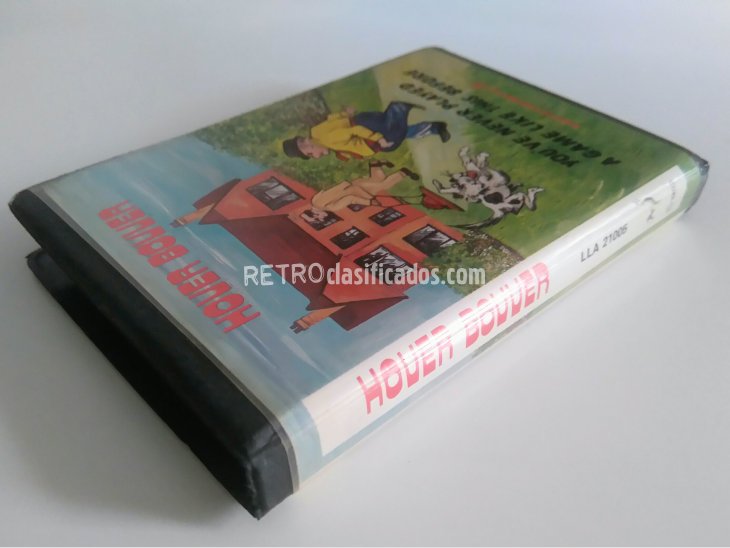 YOU'VE NEVER PLAYED
A GAME LIKE THIS BEFORE
HOVER BOVVER
RETROclasificados.com
HOVER BOVVER
LLA 21005